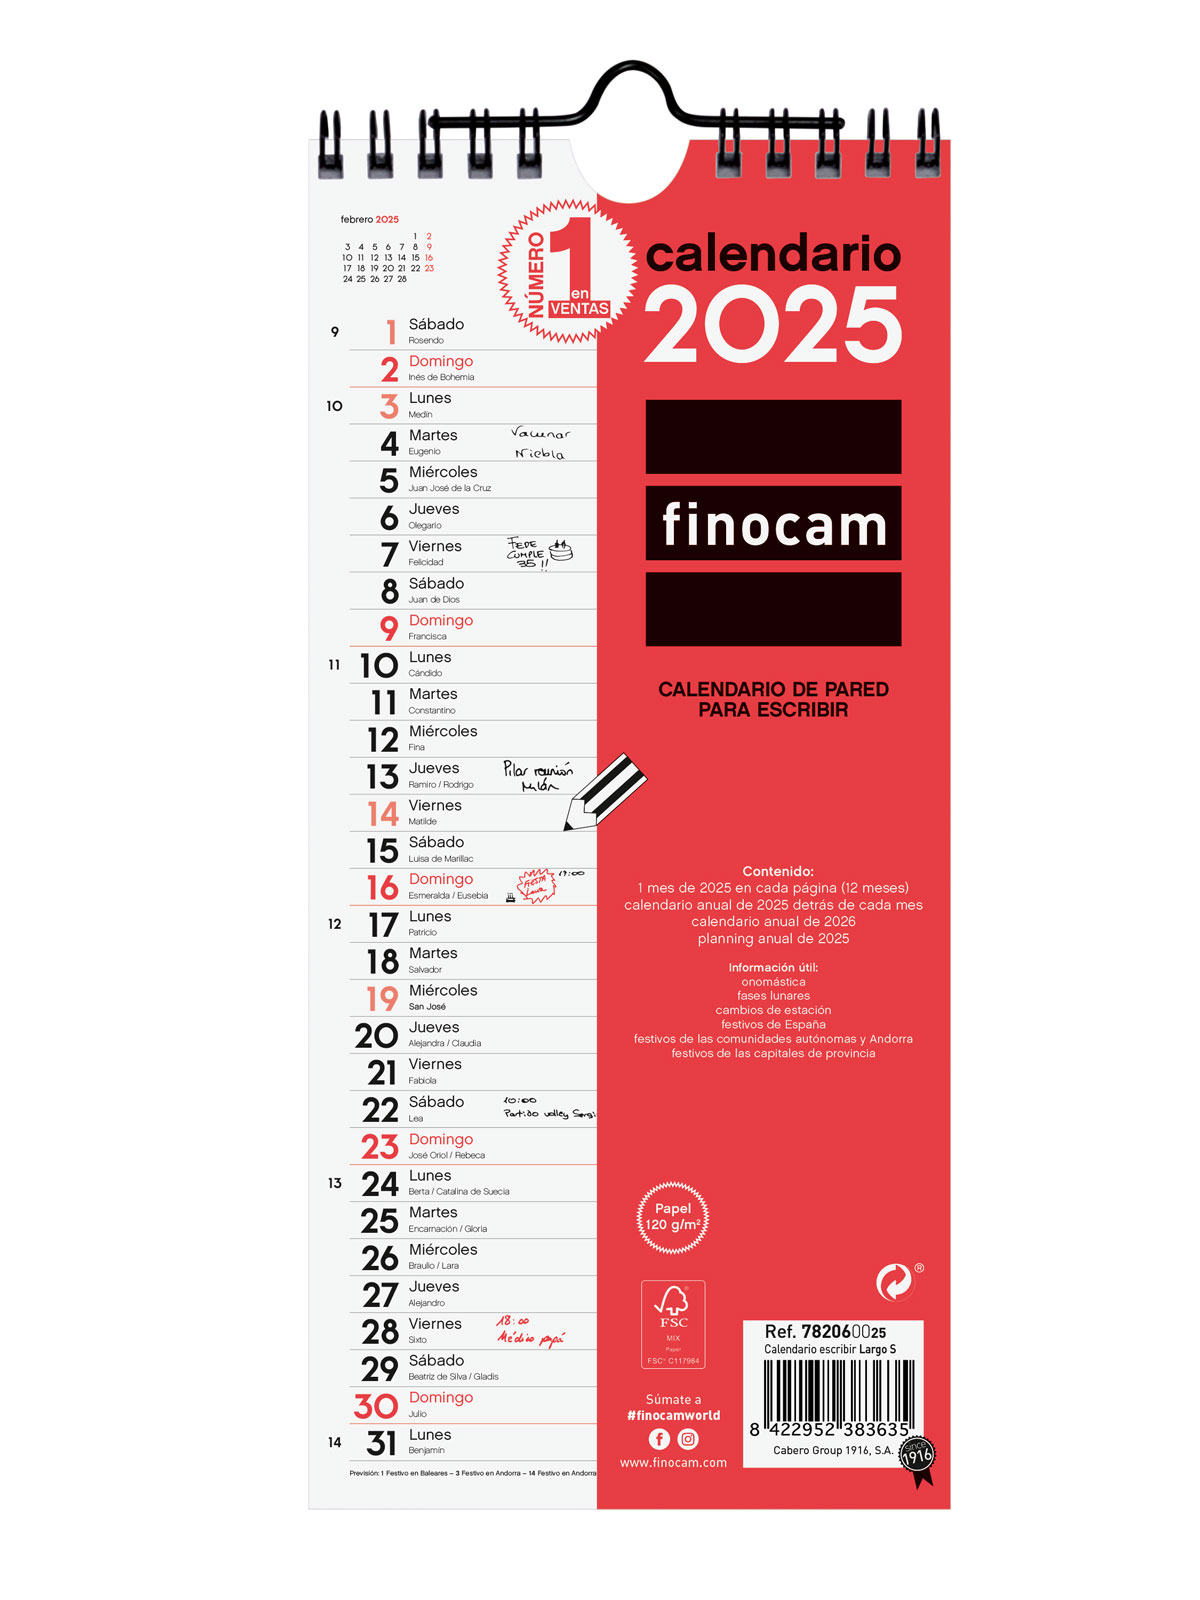 febrero 2025
1 2
3 4 5 6 7 8 9
10 11 12 13 14 15 16
17 18 19 20 21 22 23
24 25 26 27 28
NÚMERO
1
en
VENTAS
9
1 Sábado
Rosendo
2 Domingo
Inés de Bohemia
10
3 Lunes
Medín
4 Martes
Eugenio
Vacunar
Niebla
5 Miércoles
Juan José de la Cruz
6 Jueves
Olegario
7 Viernes
Felicidad
FEDE
CUMPLE
35 !!
8 Sábado
Juan de Dios
9 Domingo
Francisca
11
10 Lunes
Cándido
11 Martes
Constantino
12 Miércoles
Fina
13 Jueves
Ramiro / Rodrigo
Pilar reunión
Milán
14 Viernes
Matilde
15 Sábado
Luisa de Marillac
16 Domingo
Esmeralda / Eusebia
FIESTA
19:00
12
17 Lunes
Patricio
18 Martes
Salvador
19 Miércoles
San José
20 Jueves
Alejandra / Claudia
21 Viernes
Fabiola
22 Sábado
Lea
10:00
Partido volley Sergi
23 Domingo
José Oriol / Rebeca
13
24 Lunes
Berta / Catalina de Suecia
25 Martes
Encarnación / Gloria
26 Miércoles
Braulio / Lara
27 Jueves
Alejandro
28 Viernes
Sixto
18:00
Médico papá
29 Sábado
Beatriz de Silva / Gladis
30 Domingo
Julio
14
31 Lunes
Benjamín
Previsión: 1 Festivo en Baleares – 3 Festivo en Andorra – 14 Festivo en Andorra
calendario
2025
finocam
CALENDARIO DE PARED
PARA ESCRIBIR
Contenido:
1 mes de 2025 en cada página (12 meses)
calendario anual de 2025 detrás de cada mes
calendario anual de 2026
planning anual de 2025
Información útil:
onomástica
fases lunares
cambios de estación
festivos de España
festivos de las comunidades autónomas y Andorra
festivos de las capitales de provincia
Papel
120 g/m²
®
FSC
MIX
Paper
FSC® C117984
Súmate a
#finocamworld
www.finocam.com
Ref. 782060025
Calendario escribir Largo S
8 422952 383635
Cabero Group 1916, S.A.
since
1916